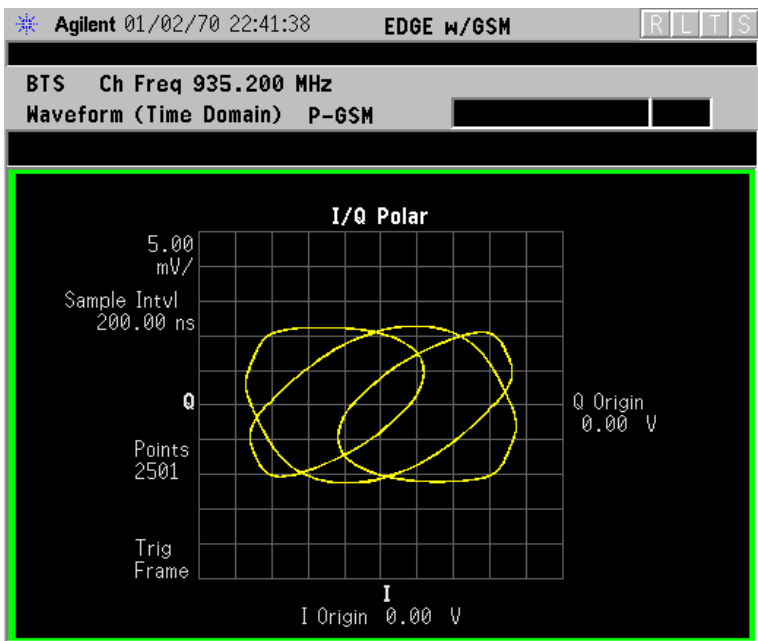 Agilent 01/02/70 22:41:38 EDGE w/GSM R L T S
BTS Ch Freq 935.200 MHz
Waveform (Time Domain) P-GSM
I/Q Polar
5.00
mV/
Sample Intvl
200.00 ns
Q
Q Origin
0.00 V
Points
2501
Trig
Frame
I
I Origin 0.00 V